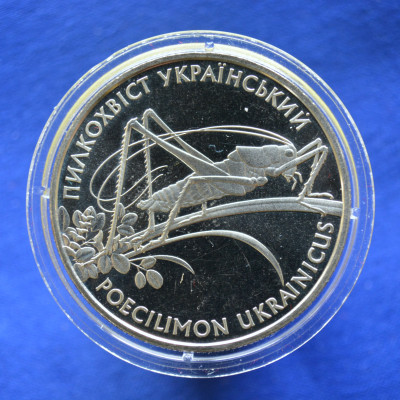 ПИЛКОХВІСТ УКРАЇНСЬКИЙ
POECILIMON UKRAINICUS